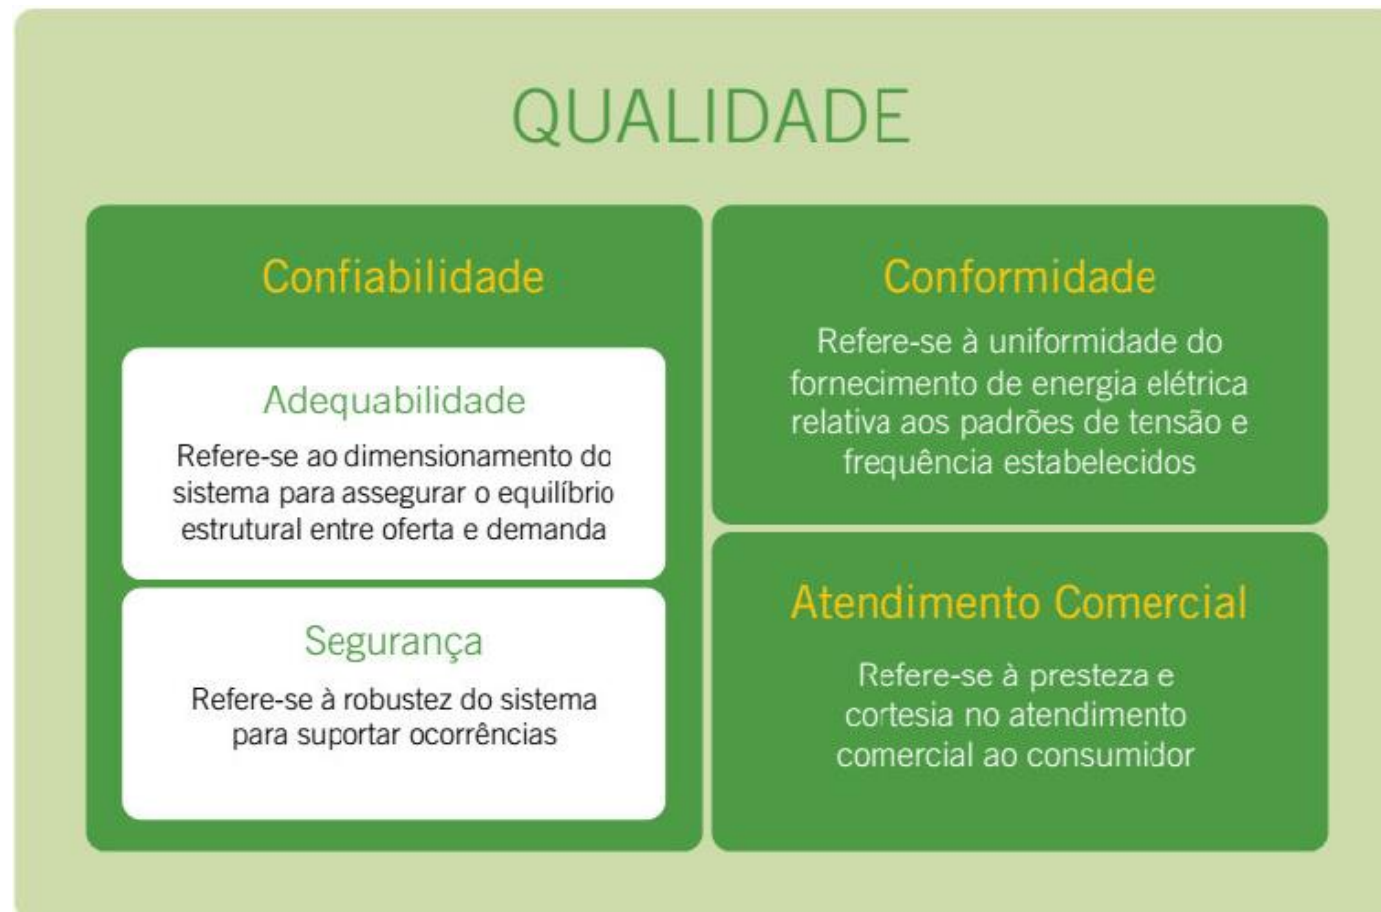 QUALIDADE
Confiabilidade
Adequabilidade
Refere-se ao dimensionamento do
sistema para assegurar o equilíbrio
estrutural entre oferta e demanda
Segurança
Refere-se à robustez do sistema
para suportar ocorrências
Conformidade
Refere-se à uniformidade do
fornecimento de energia elétrica
relativa aos padrões de tensão e
frequência estabelecidos
Atendimento Comercial
Refere-se à presteza e
cortesia no atendimento
comercial ao consumidor